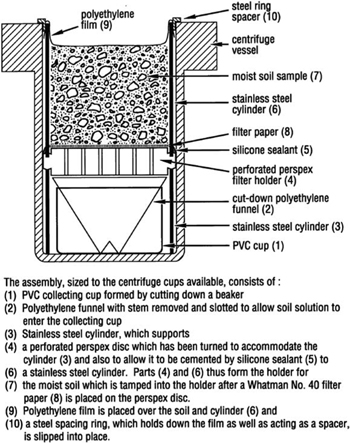 polyethylene
film (9)
steel ring
spacer (10)
centrifuge
vessel
moist soil sample (7)
stainless steel
cylinder (6)
filter paper (8)
silicone sealant (5)
perforated perspex
filter holder (4)
cut-down polyethylene
funnel (2)
stainless steel cylinder (3)
PVC cup (1)
The assembly, sized to the centrifuge cups available, consists of :
(1) PVC collecting cup formed by cutting down a beaker
(2) Polyethylene funnel with stem removed and slotted to allow soil solution to
enter the collecting cup
(3) Stainless steel cylinder, which supports
(4) a perforated perspex disc which has been turned to accommodate the
cylinder (3) and also to allow it to be cemented by silicone sealant (5) to
(6) a stainless steel cylinder. Parts (4) and (6) thus form the holder for
(7) the moist soil which is tamped into the holder after a Whatman No. 40 filter
paper (8) is placed on the perspex disc.
(9) Polyethylene film is placed over the soil and cylinder (6) and
(10) a steel spacing ring, which holds down the film as well as acting as a spacer,
is slipped into place.